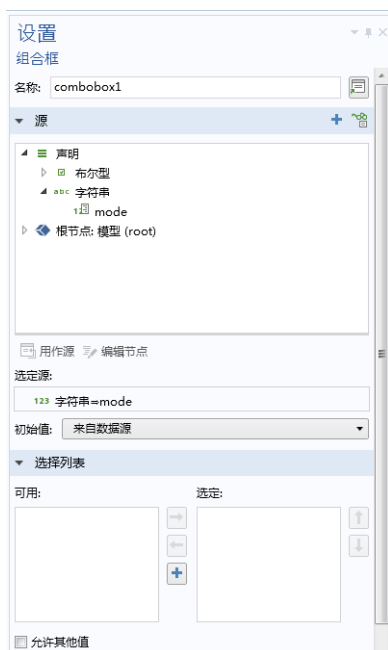 设置
组合框
名称: combobox1
源
声明
布尔型
abc 字符串
mode
根节点: 模型 (root)
用作源 编辑节点
选定源:
123 字符串=mode
初始值: 来自数据源
选择列表
可用: 选定:
允许其他值